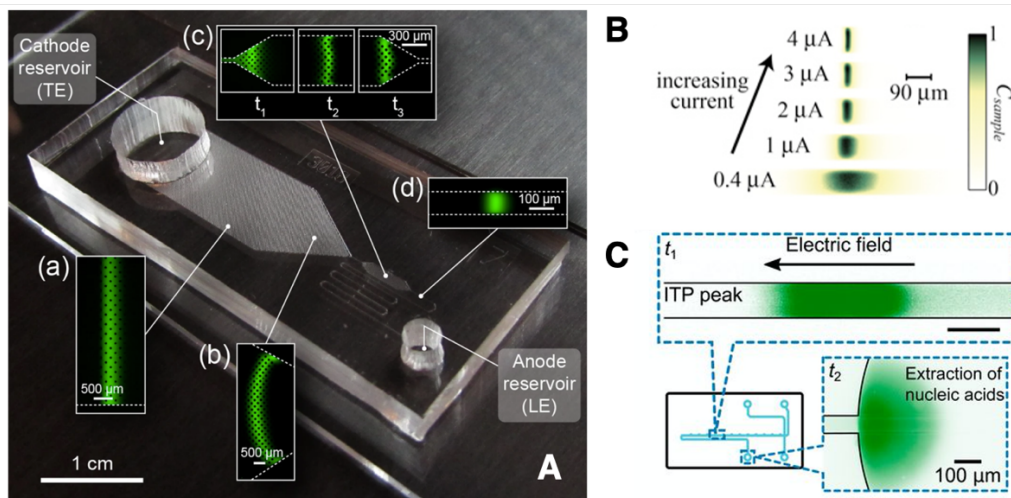 Cathode
reservoir
(TE)
(c)
300 µm
t1
t2
t3
(d)
100 µm
(a)
500 µm
(b)
500 µm
Anode
reservoir
(LE)
1 cm
A
B
4 µA
3 µA
2 µA
1 µA
0.4 µA
increasing
current
90 µm
1
0
Csample
C
t1
Electric field
ITP peak
t2
Extraction of
nucleic acids
100 µm